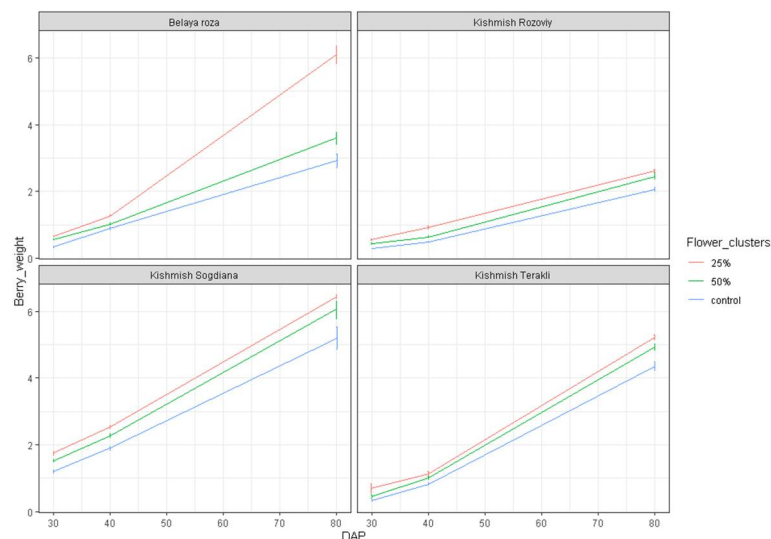 Belaya roza
Kishmish Rozoviy
6
4
2
0
Kishmish Sogdiana
Kishmish Terakli
6
4
2
0
30 40 50 60 70 80
30 40 50 60 70 80
DAP
Berry_weight
Flower_clusters
25%
50%
control